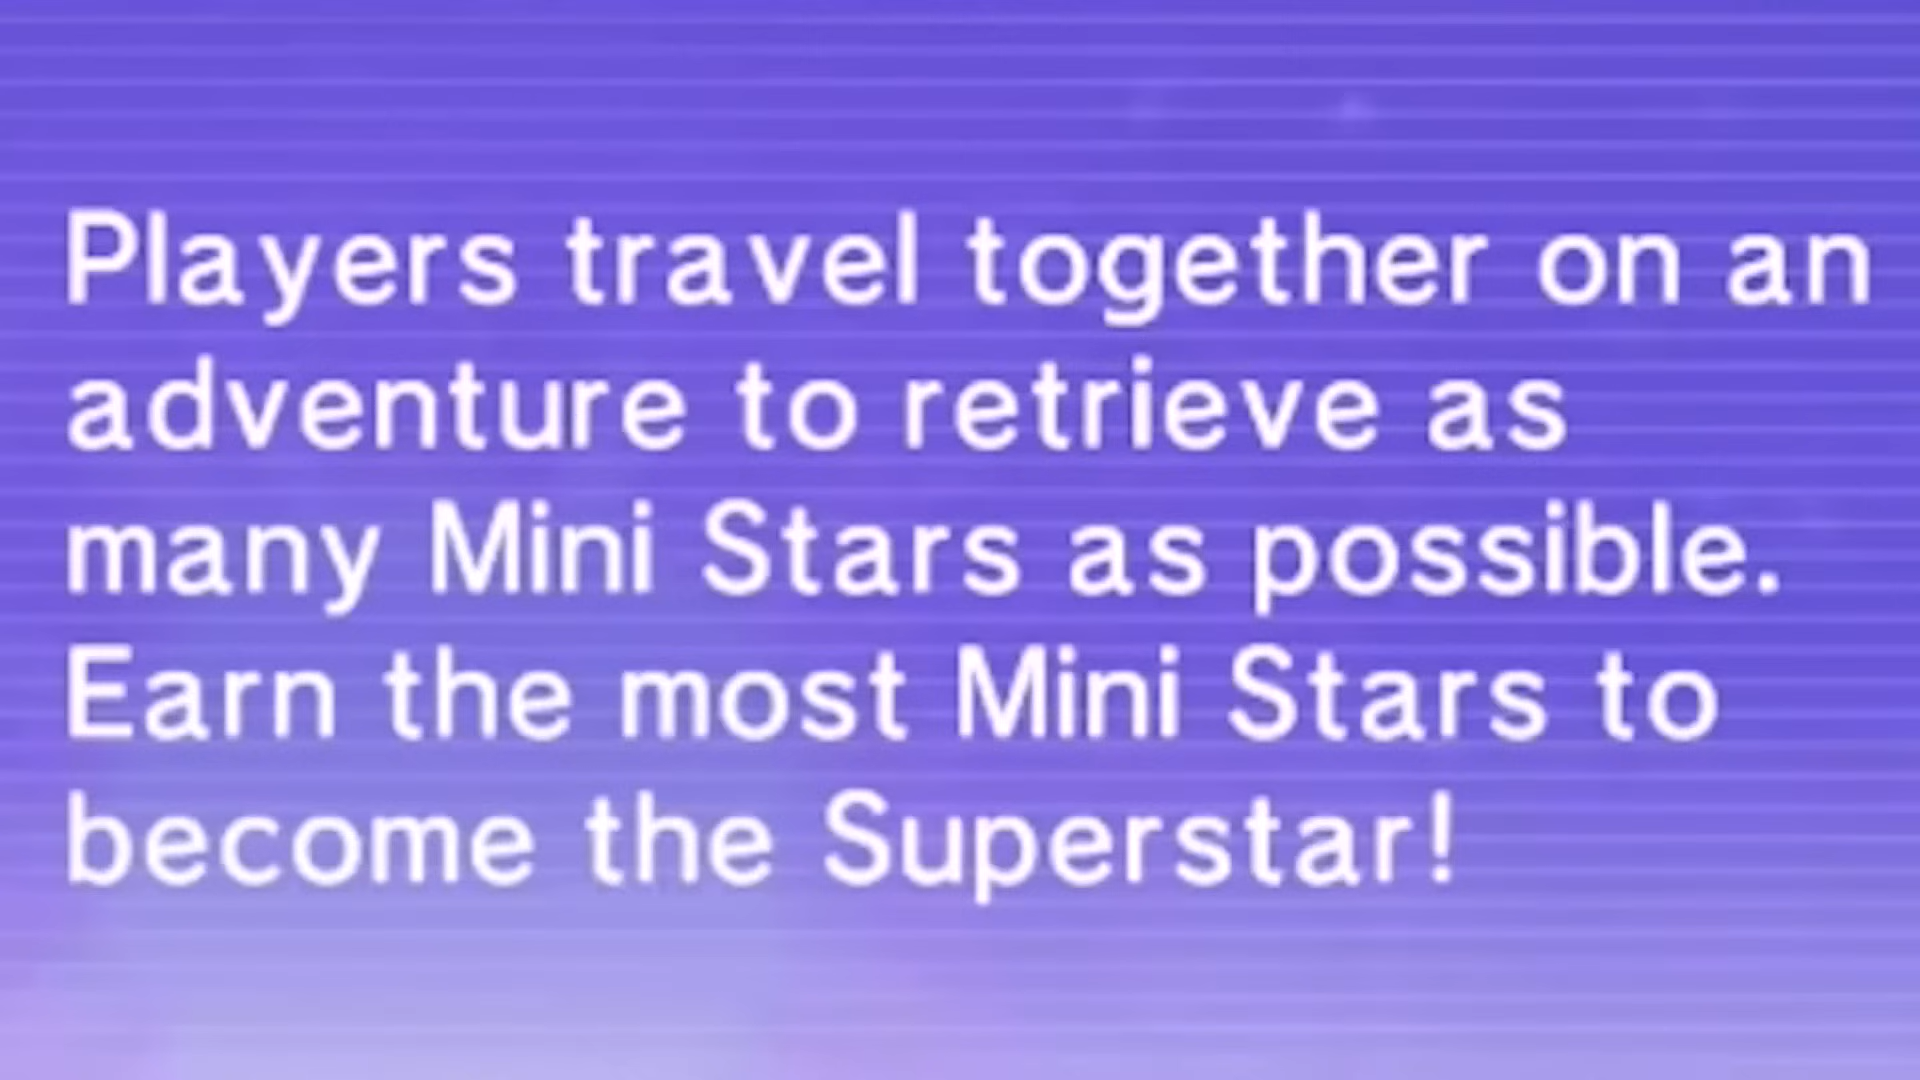 Players travel together on an
adventure to retrieve as
many Mini Stars as possible.
Earn the most Mini Stars to
become the Superstar!